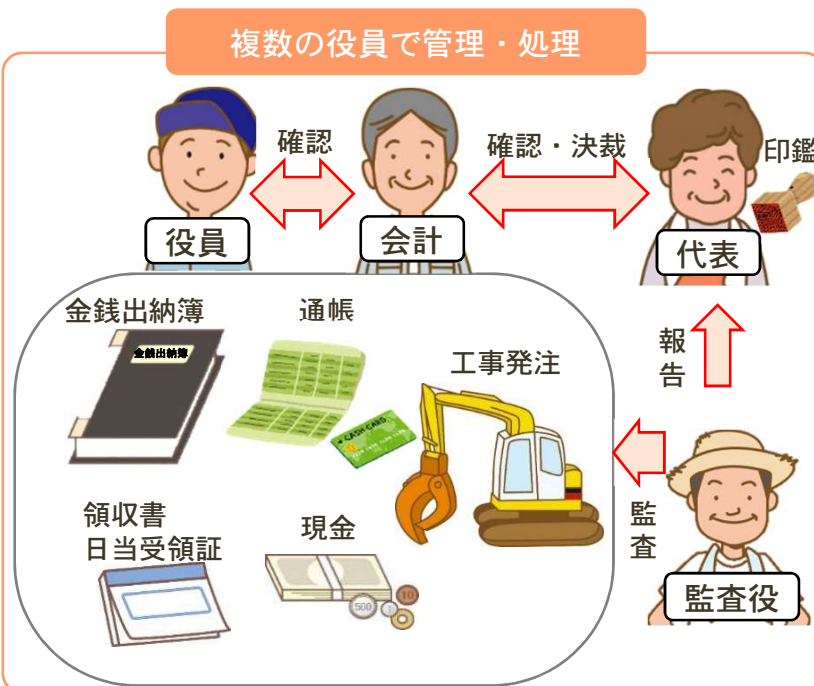 複数の役員で管理・処理
確認
確認・決裁
印鑑
役員
会計
代表
金銭出納簿
通帳
金銭出納簿
工事発注
報告
CASH CARD
領収書
日当受領証
現金
監査
500
10
1
監査役